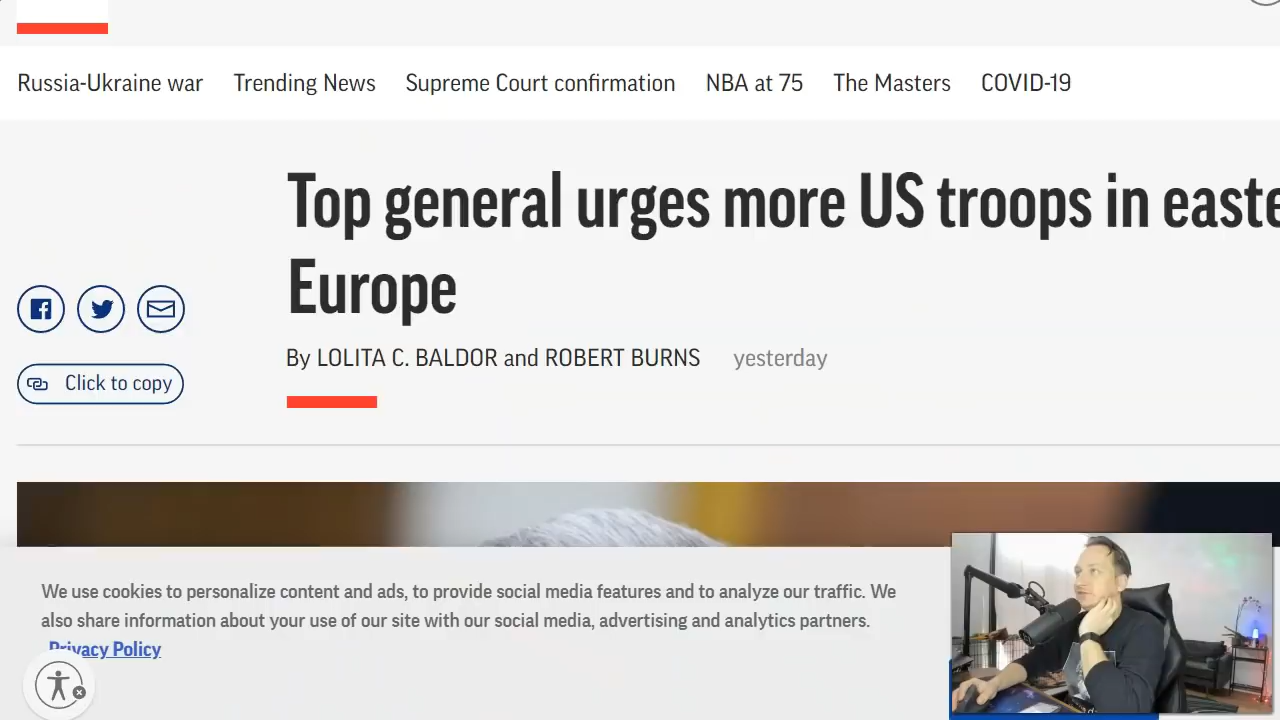 Russia-Ukraine war Trending News Supreme Court confirmation NBA at 75 The Masters COVID-19
Top general urges more US troops in easte
Europe
By LOLITA C. BALDOR and ROBERT BURNS yesterday
Click to copy
We use cookies to personalize content and ads, to provide social media features and to analyze our traffic. We
also share information about your use of our site with our social media, advertising and analytics partners.
Privacy Policy